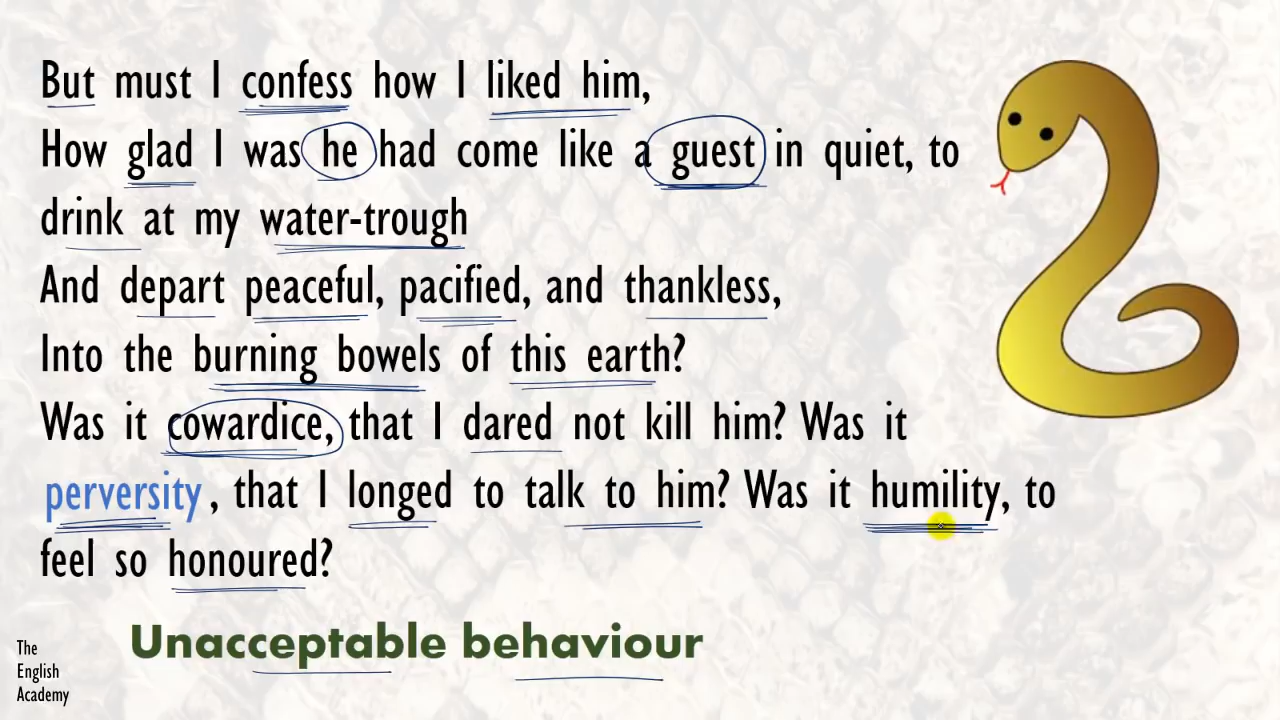 But must I confess how I liked him,
How glad I was he had come like a guest in quiet, to
drink at my water-trough
And depart peaceful, pacified, and thankless,
Into the burning bowels of this earth?
Was it cowardice, that I dared not kill him? Was it
perversity , that I longed to talk to him? Was it humility, to
feel so honoured?
Unacceptable behaviour
The
English
Academy